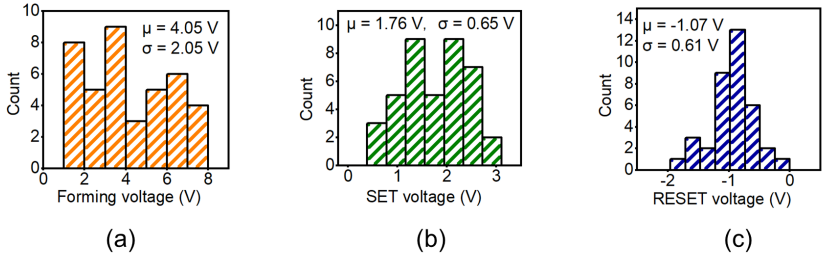 10
8
6
4
2
0
Count
μ = 4.05 V
σ = 2.05 V
0 2 4 6 8
Forming voltage (V)
(a)
10
8
6
4
2
0
Count
μ = 1.76 V, σ = 0.65 V
0 1 2 3
SET voltage (V)
(b)
14
12
10
8
6
4
2
0
Count
μ = -1.07 V
σ = 0.61 V
-2 -1 0
RESET voltage (V)
(c)